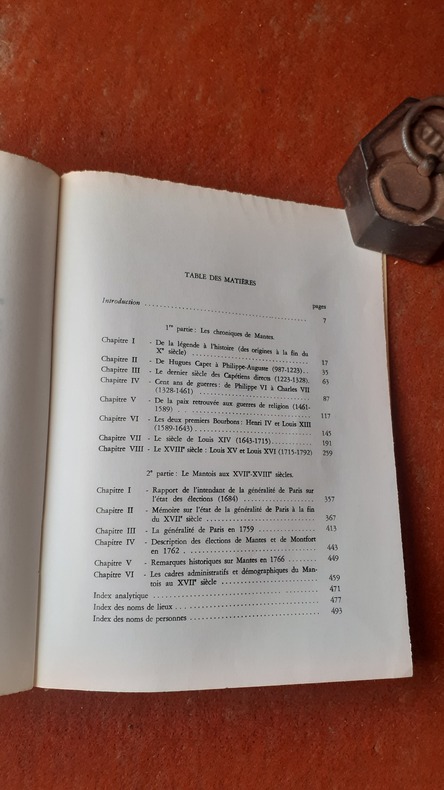 TABLE DES MATIÈRES
pages
Introduction .......... 7
1re partie : Les chroniques de Mantes.
Chapitre I - De la légende à l'histoire (des origines à la fin du
Xe siècle) .......... 17
Chapitre II - De Hugues Capet à Philippe-Auguste (987-1223) .. 35
Chapitre III - Le dernier siècle des Capétiens directs (1223-1328). 63
Chapitre IV - Cent ans de guerres : de Philippe VI à Charles VII
(1328-1461) .......... 87
Chapitre V - De la paix retrouvée aux guerres de religion (1461-
1589) .......... 117
Chapitre VI - Les deux premiers Bourbons : Henri IV et Louis XIII
(1589-1643) .......... 145
Chapitre VII - Le siècle de Louis XIV (1643-1715) .......... 191
Chapitre VIII - Le XVIIIe siècle : Louis XV et Louis XVI (1715-1792) 259
2e partie : Le Mantois aux XVIIe-XVIIIe siècles.
Chapitre I - Rapport de l'intendant de la généralité de Paris sur
l'état des élections (1684) .......... 357
Chapitre II - Mémoire sur l'état de la généralité de Paris à la fin
du XVIIe siècle .......... 367
Chapitre III - La généralité de Paris en 1759 .......... 413
Chapitre IV - Description des élections de Mantes et de Montfort
en 1762 .......... 443
Chapitre V - Remarques historiques sur Mantes en 1766 .......... 449
Chapitre VI - Les cadres administratifs et démographiques du Man-
tois au XVIIe siècle .......... 459
Index analytique .......... 471
Index des noms de lieux .......... 477
Index des noms de personnes .......... 493